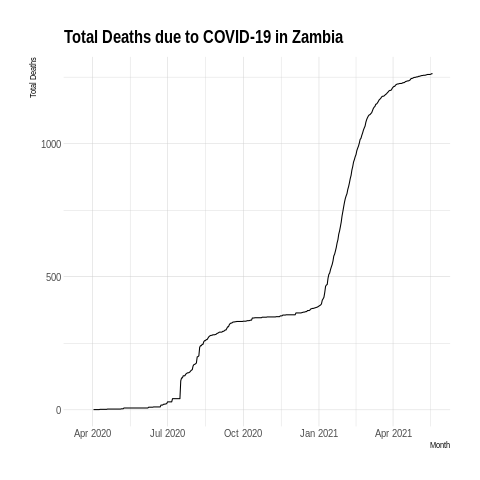 Total Deaths due to COVID-19 in Zambia
Total Deaths
1000
500
0
Apr 2020 Jul 2020 Oct 2020 Jan 2021 Apr 2021
Month